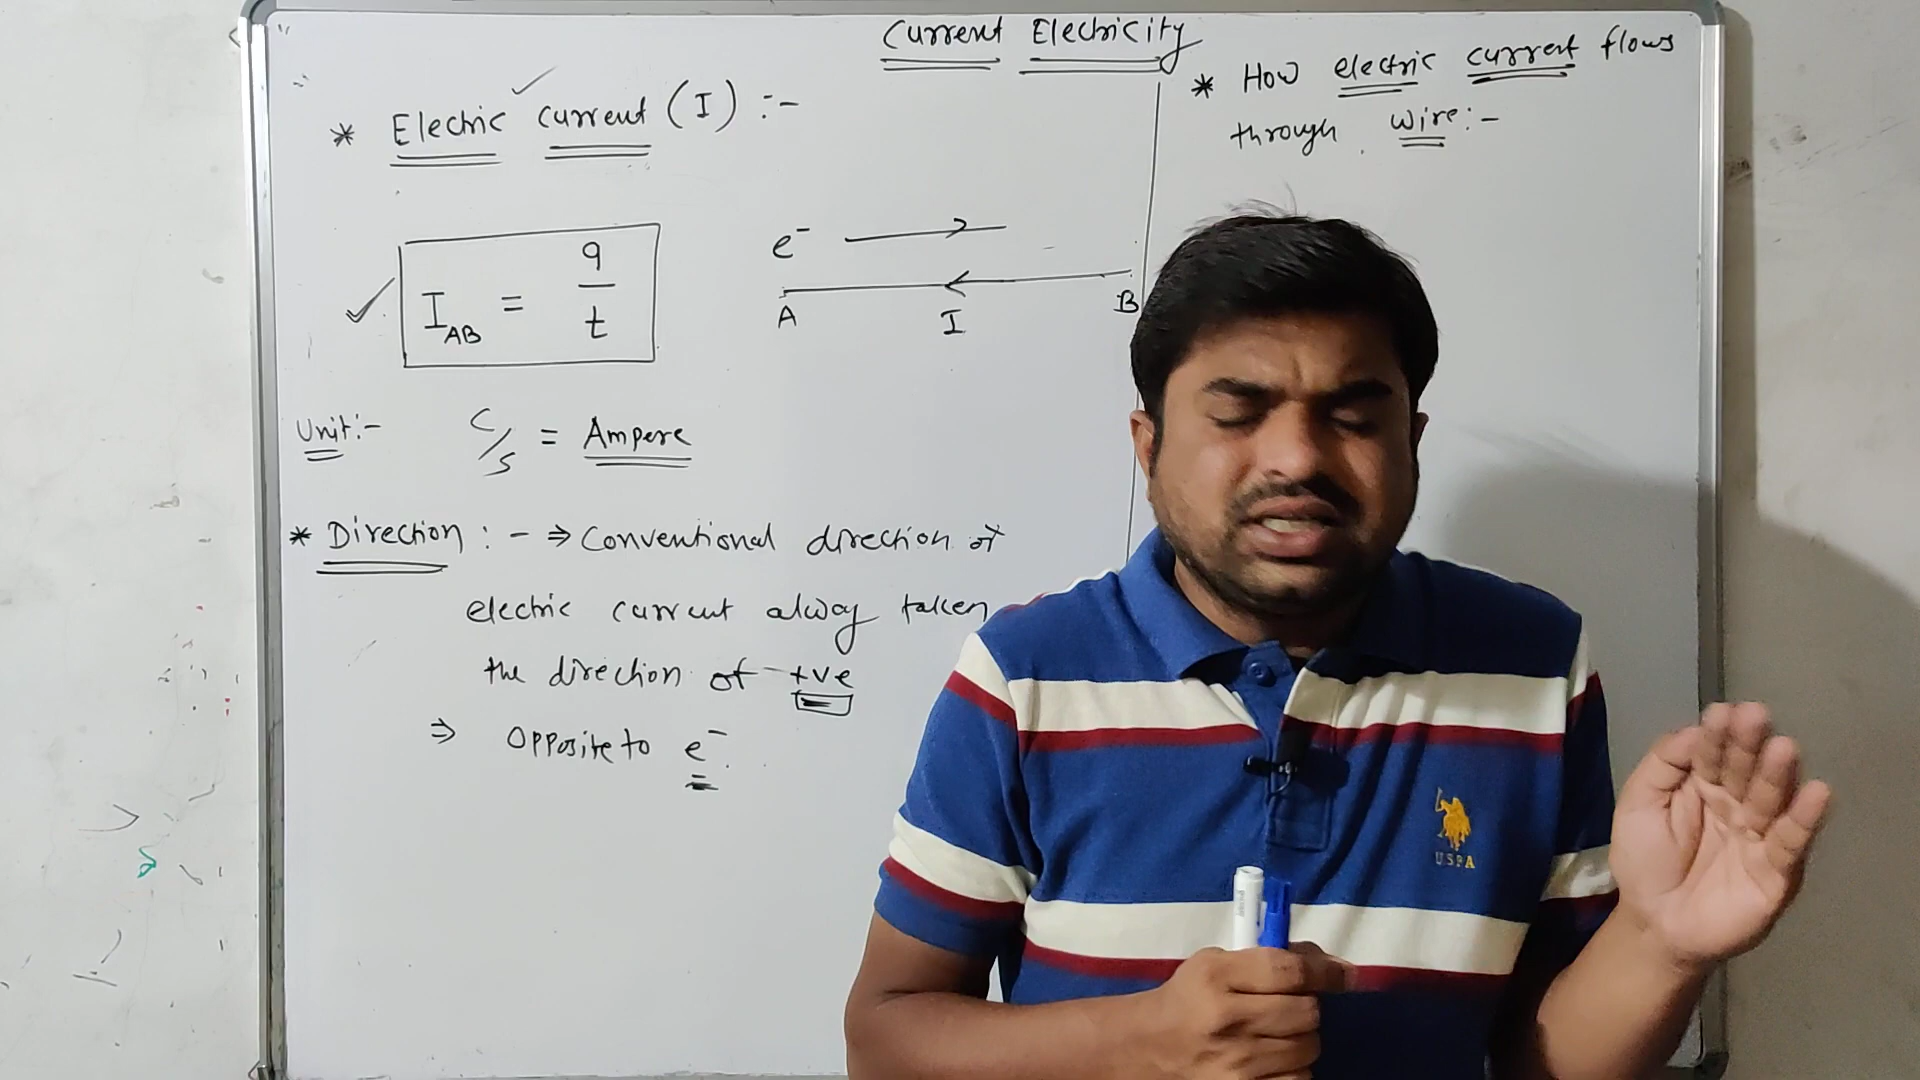 Current Electricity
* Electric Current (I) :-
I_AB = q/t
e⁻
A I B
Unit:- C/S = Ampere
* Direction : - ⇒ Conventional direction of
electric current alway taken
the direction of +ve
⇒ Opposite to e⁻.
* How electric current flows
through wire:-
USPA